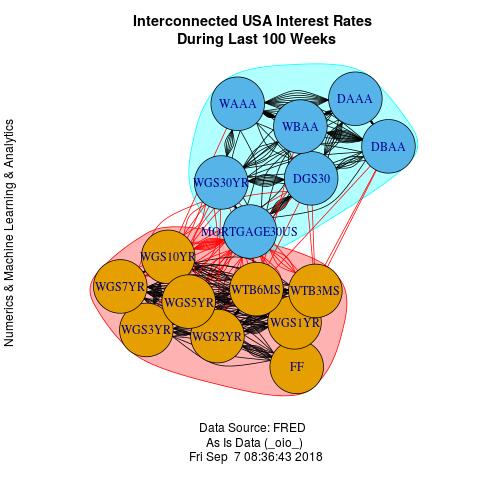 Interconnected USA Interest Rates
During Last 100 Weeks
Numerics & Machine Learning & Analytics
WAAA
DAAA
WBAA
DBAA
WGS30YR
DGS30
MORTGAGE30US
WGS10YR
WGS7YR
WTB6MS
WTB3MS
WGS5YR
WGS3YR
WGS2YR
WGS1YR
FF
Data Source: FRED
As Is Data (_oio_)
Fri Sep 7 08:36:43 2018